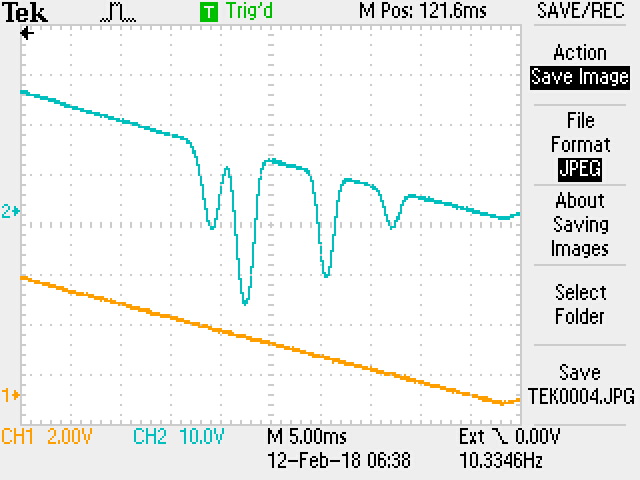 Tek T Trig'd M Pos: 121.6ms SAVE/REC
Action
Save Image
File
Format
JPEG
2
About
Saving
Images
Select
Folder
1
Save
TEK0004.JPG
CH1 2.00V CH2 10.0V M 5.00ms Ext 0.00V
12-Feb-18 06:38 10.3346Hz